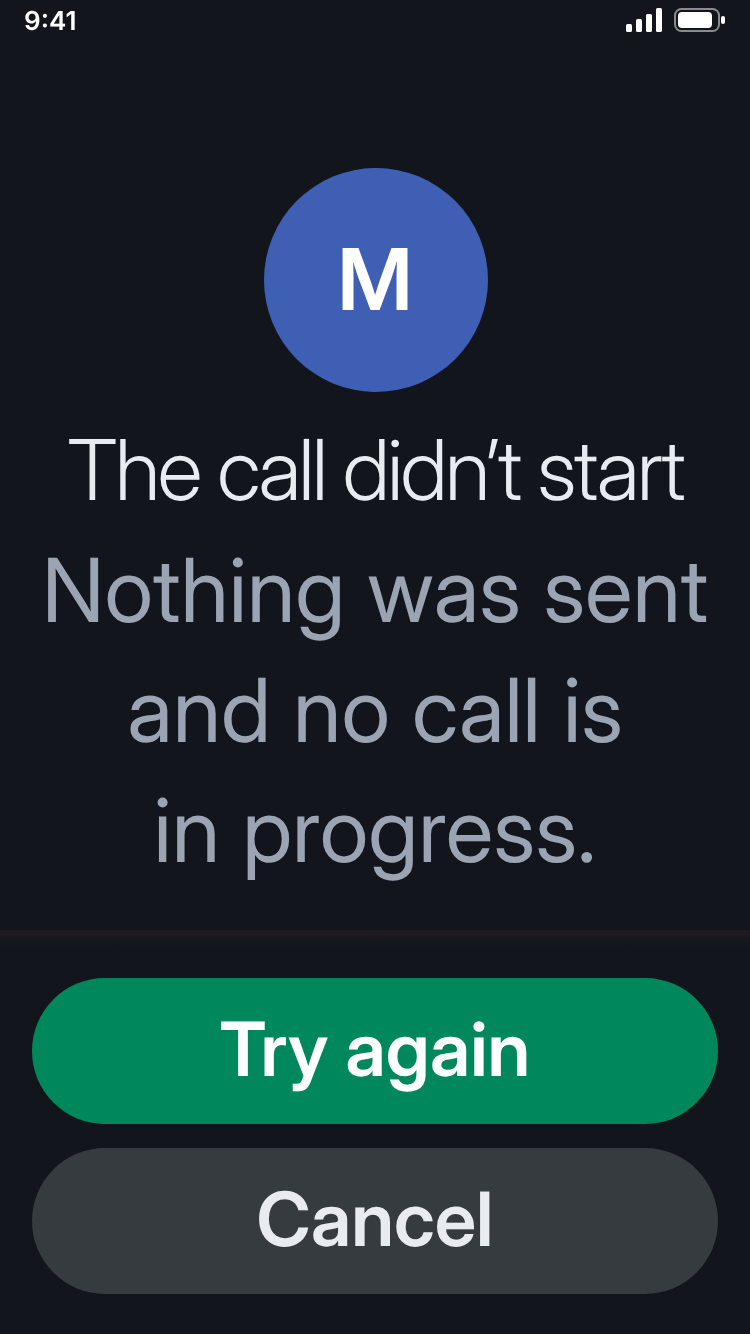 9:41
M
The call didn’t start
Nothing was sent
and no call is
in progress.
Try again
Cancel